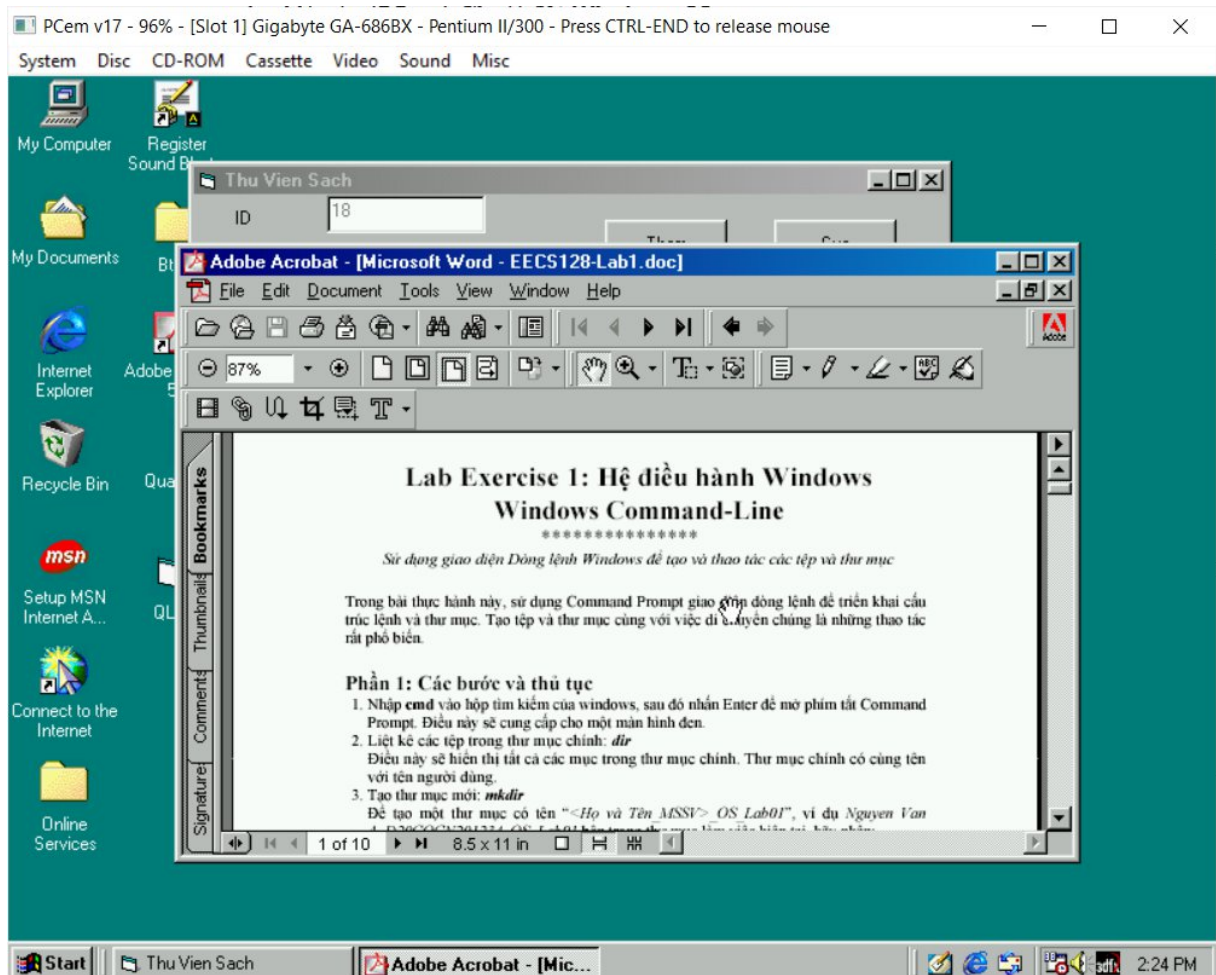 PCem v17 - 96% - [Slot 1] Gigabyte GA-686BX - Pentium II/300 - Press CTRL-END to release mouse
System Disc CD-ROM Cassette Video Sound Misc
My Computer
Register
Sound
My Documents
Internet
Explorer
Adobe
Recycle Bin
msn
Setup MSN
Internet A...
Connect to the
Internet
Online
Services
Thu Vien Sach
ID 18
Adobe Acrobat - [Microsoft Word - EECS128-Lab1.doc]
File Edit Document Tools View Window Help
Adobe
87%
Bookmarks
Thumbnails
Comments
Signatures
Lab Exercise 1: Hệ điều hành Windows
Windows Command-Line
***************
Sử dụng giao diện Dòng lệnh Windows để tạo và thao tác các tệp và thư mục
Trong bài thực hành này, sử dụng Command Prompt giao diện dòng lệnh để triển khai cấu
trúc lệnh và thư mục. Tạo tệp và thư mục cùng với việc di chuyển chúng là những thao tác
rất phổ biến.
Phần 1: Các bước và thủ tục
1. Nhập cmd vào hộp tìm kiếm của windows, sau đó nhấn Enter để mở phím tắt Command
Prompt. Điều này sẽ cung cấp cho một màn hình đen.
2. Liệt kê các tệp trong thư mục chính: dir
Điều này sẽ hiển thị tất cả các mục trong thư mục chính. Thư mục chính có cùng tên
với tên người dùng.
3. Tạo thư mục mới: mkdir
Để tạo một thư mục có tên “<Họ và Tên_MSSV>_OS_Lab01”, ví dụ Nguyen Van
1 of 10 8.5 x 11 in
Start Thu Vien Sach Adobe Acrobat - [Mic... 2:24 PM